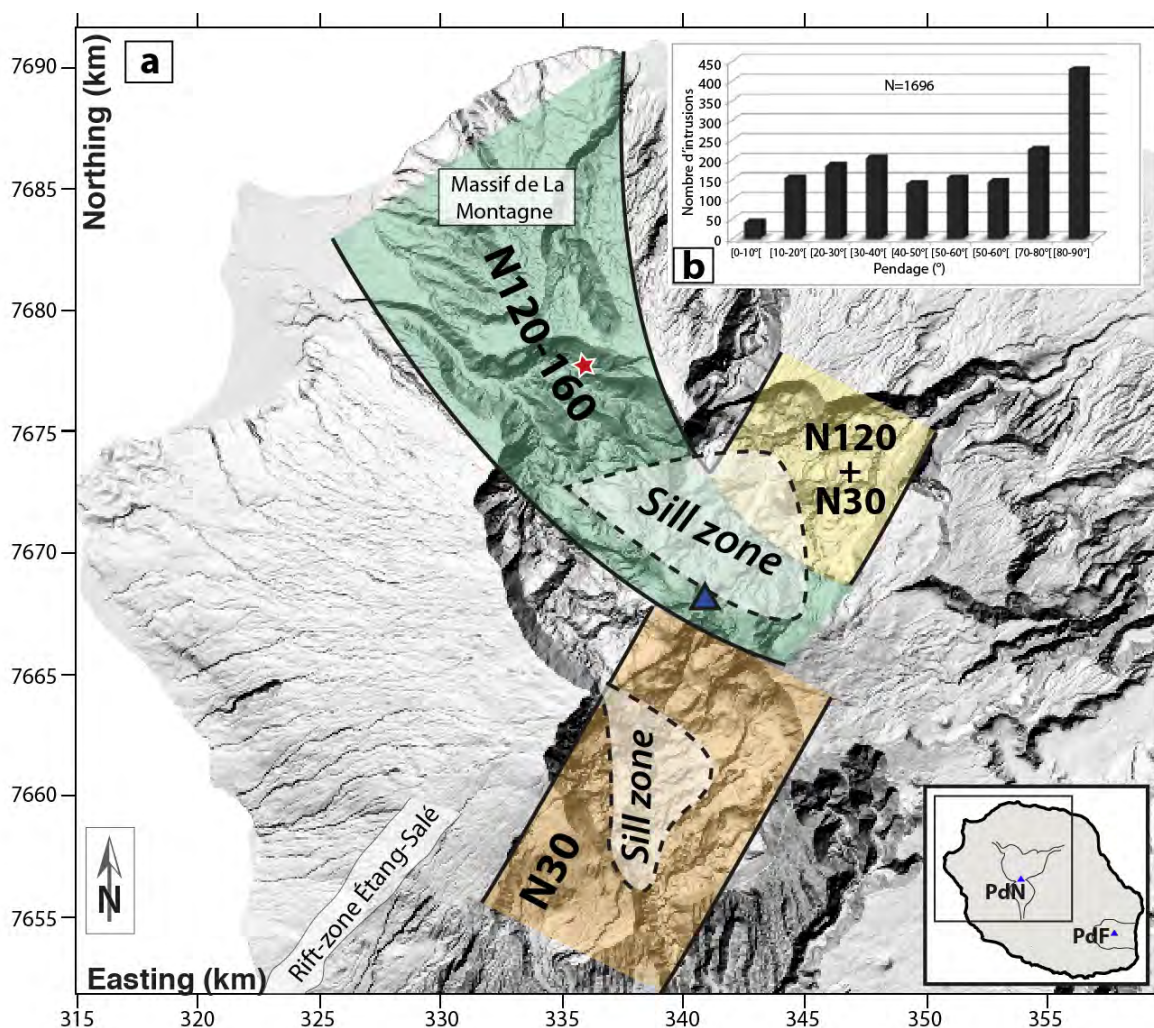 a
Northing (km)
7690
7685
7680
7675
7670
7665
7660
7655
Easting (km)
315
320
325
330
335
340
345
350
355
Massif de La
Montagne
N120-160
Sill zone
N120
+
N30
Sill zone
N30
Rift-zone Étang-Salé
N
b
N=1696
Nombre d'intrusions
450
400
350
300
250
200
150
100
50
0
[0-10°[ [10-20°[ [20-30°[ [30-40°[ [40-50°[ [50-60°[ [50-60°[ [70-80°[ [80-90°]
Pendage (°)
PdN
PdF